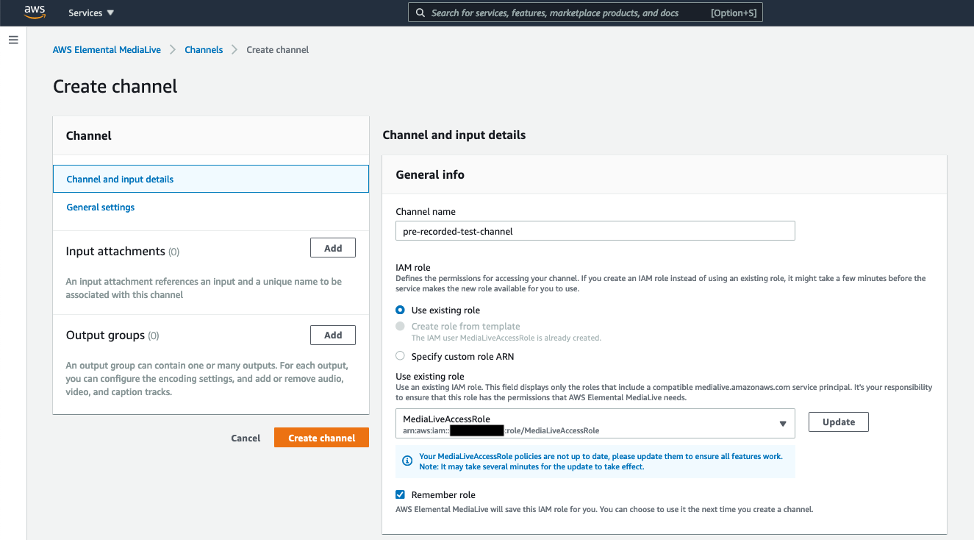 aws
Services
Search for services, features, marketplace products, and docs
[Option+S]
AWS Elemental MediaLive
Channels
Create channel
Create channel
Channel
Channel and input details
General settings
Input attachments (0)
Add
An input attachment references an input and a unique name to be
associated with this channel
Output groups (0)
Add
An output group can contain one or many outputs. For each output,
you can configure the encoding settings, and add or remove audio,
video, and caption tracks.
Cancel
Create channel
Channel and input details
General info
Channel name
pre-recorded-test-channel
IAM role
Defines the permissions for accessing your channel. If you create an IAM role instead of using an existing role, it might take a few minutes before the
service makes the new role available for you to use.
Use existing role
Create role from template
The IAM user MediaLiveAccessRole is already created.
Specify custom role ARN
Use existing role
Use an existing IAM role. This field displays only the roles that include a compatible medialive.amazonaws.com service principal. It's your responsibility
to ensure that this role has the permissions that AWS Elemental MediaLive needs.
MediaLiveAccessRole
arn:aws:iam:: :role/MediaLiveAccessRole
Update
Your MediaLiveAccessRole policies are not up to date, please update them to ensure all features work.
Note: It may take several minutes for the update to take effect.
Remember role
AWS Elemental MediaLive will save this IAM role for you. You can choose to use it the next time you create a channel.